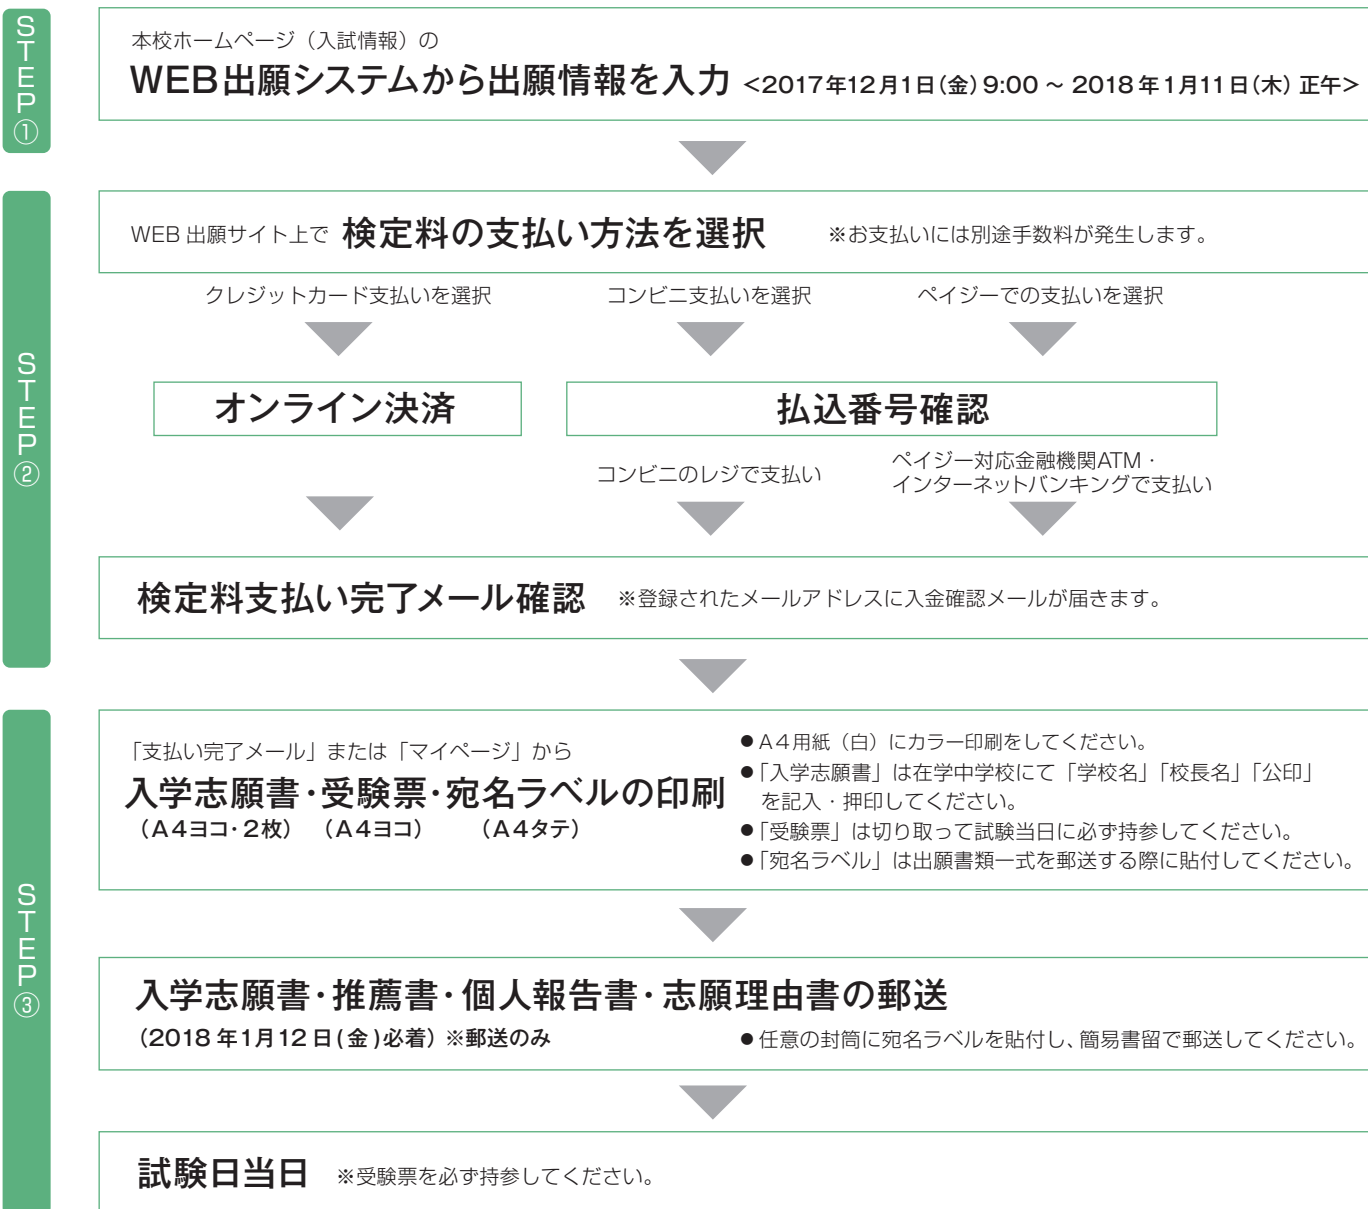 STEP①
本校ホームページ（入試情報）の
WEB出願システムから出願情報を入力 <2017年12月1日(金) 9:00 ~ 2018年1月11日(木) 正午>
STEP②
WEB 出願サイト上で 検定料の支払い方法を選択 ※お支払いには別途手数料が発生します。
クレジットカード支払いを選択 コンビニ支払いを選択 ペイジーでの支払いを選択
オンライン決済 払込番号確認
コンビニのレジで支払い
ペイジー対応金融機関ATM・
インターネットバンキングで支払い
検定料支払い完了メール確認 ※登録されたメールアドレスに入金確認メールが届きます。
STEP③
「支払い完了メール」または「マイページ」から
入学志願書・受験票・宛名ラベルの印刷
（A4ヨコ・2枚）（A4ヨコ）（A4タテ）
●A4用紙（白）にカラー印刷をしてください。
●「入学志願書」は在学中学校にて「学校名」「校長名」「公印」
を記入・押印してください。
●「受験票」は切り取って試験当日に必ず持参してください。
●「宛名ラベル」は出願書類一式を郵送する際に貼付してください。
入学志願書・推薦書・個人報告書・志願理由書の郵送
（2018年1月12日(金)必着）※郵送のみ ●任意の封筒に宛名ラベルを貼付し、簡易書留で郵送してください。
試験日当日 ※受験票を必ず持参してください。